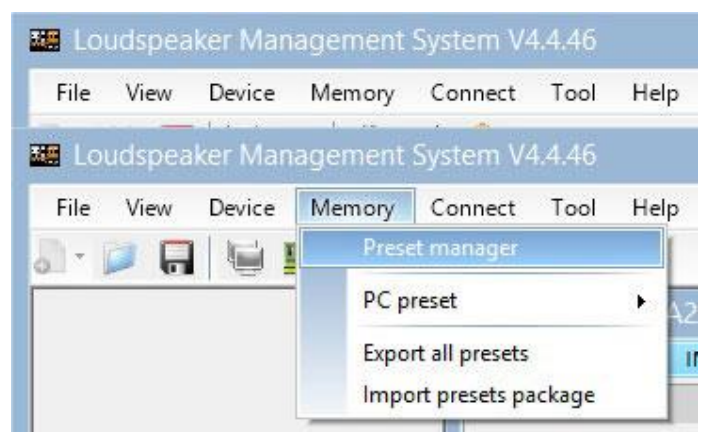 Loudspeaker Management System V4.4.46
File View Device Memory Connect Tool Help
Loudspeaker Management System V4.4.46
File View Device Memory Connect Tool Help
Preset manager
PC preset
A2
Export all presets
Import presets package